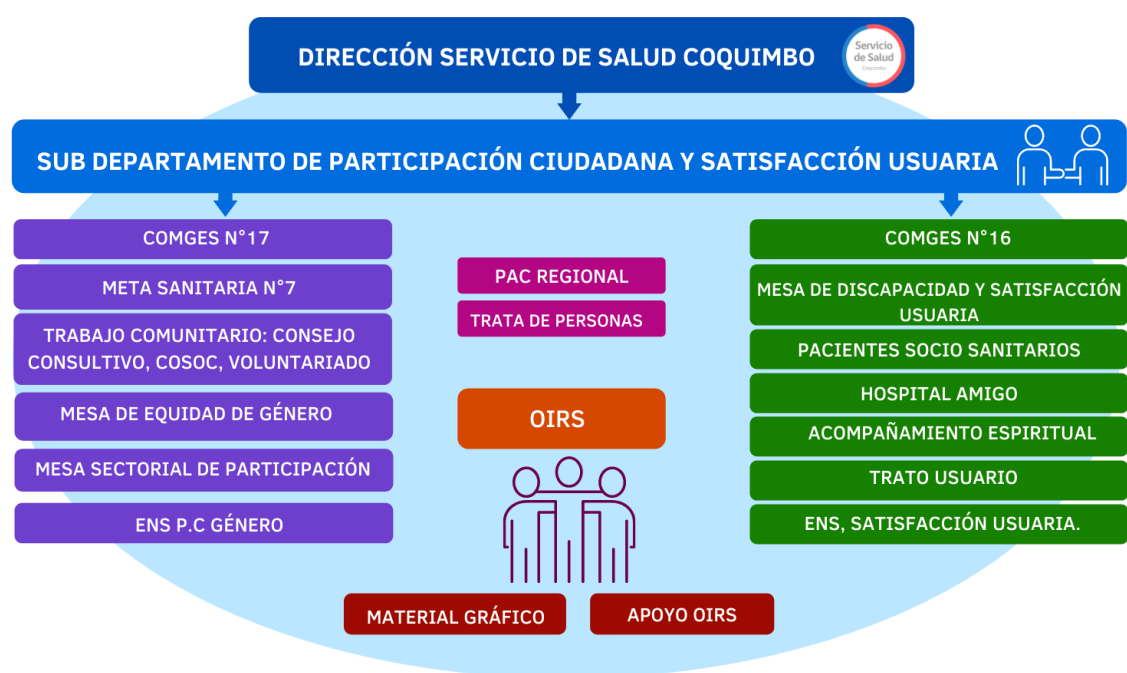 DIRECCIÓN SERVICIO DE SALUD COQUIMBO
Servicio
de Salud
Coquimbo
SUB DEPARTAMENTO DE PARTICIPACIÓN CIUDADANA Y SATISFACCIÓN USUARIA
COMGES N°17
META SANITARIA N°7
TRABAJO COMUNITARIO: CONSEJO
CONSULTIVO, COSOC, VOLUNTARIADO
MESA DE EQUIDAD DE GÉNERO
MESA SECTORIAL DE PARTICIPACIÓN
ENS P.C GÉNERO
PAC REGIONAL
TRATA DE PERSONAS
OIRS
COMGES N°16
MESA DE DISCAPACIDAD Y SATISFACCIÓN
USUARIA
PACIENTES SOCIO SANITARIOS
HOSPITAL AMIGO
ACOMPAÑAMIENTO ESPIRITUAL
TRATO USUARIO
ENS, SATISFACCIÓN USUARIA.
MATERIAL GRÁFICO
APOYO OIRS